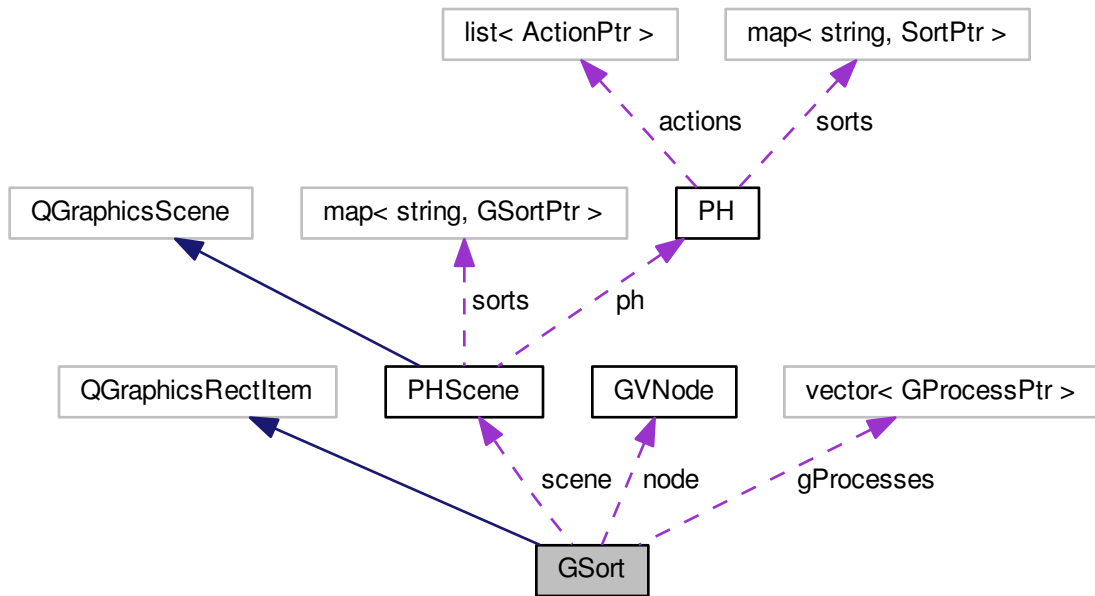 list< ActionPtr >
map< string, SortPtr >
actions
sorts
QGraphicsScene
map< string, GSortPtr >
PH
sorts
ph
QGraphicsRectItem
PHScene
GVNode
vector< GProcessPtr >
scene
node
gProcesses
GSort